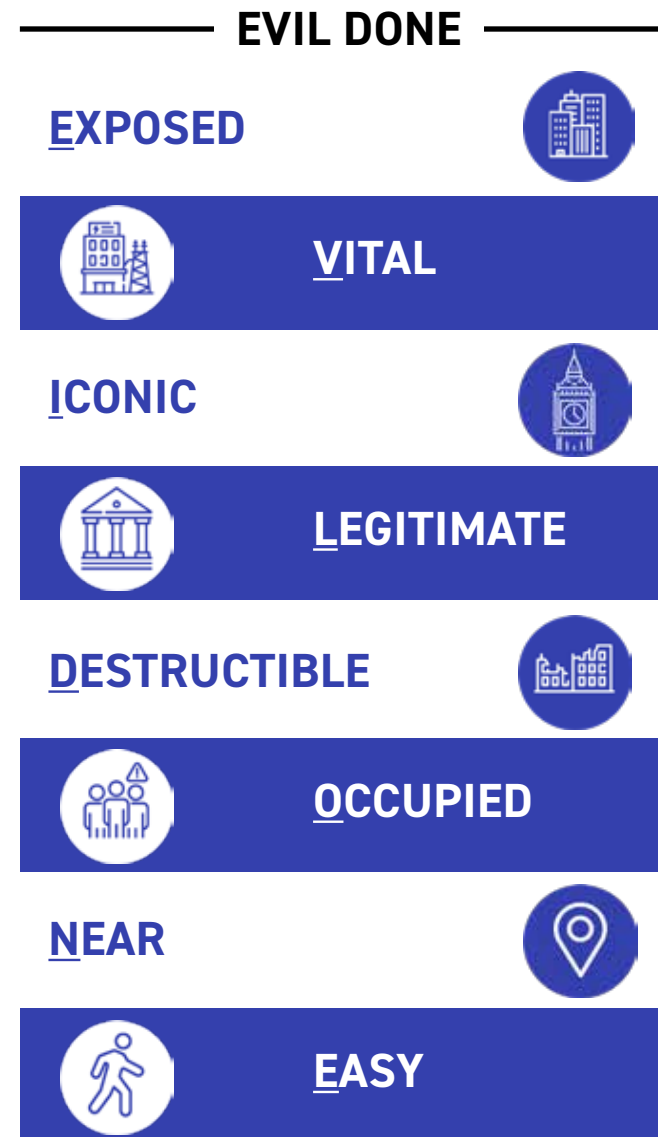 EVIL DONE
EXPOSED
VITAL
ICONIC
LEGITIMATE
DESTRUCTIBLE
OCCUPIED
NEAR
EASY